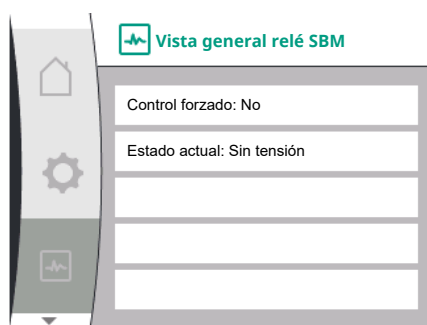 Vista general relé SBM
Control forzado: No
Estado actual: Sin tensión